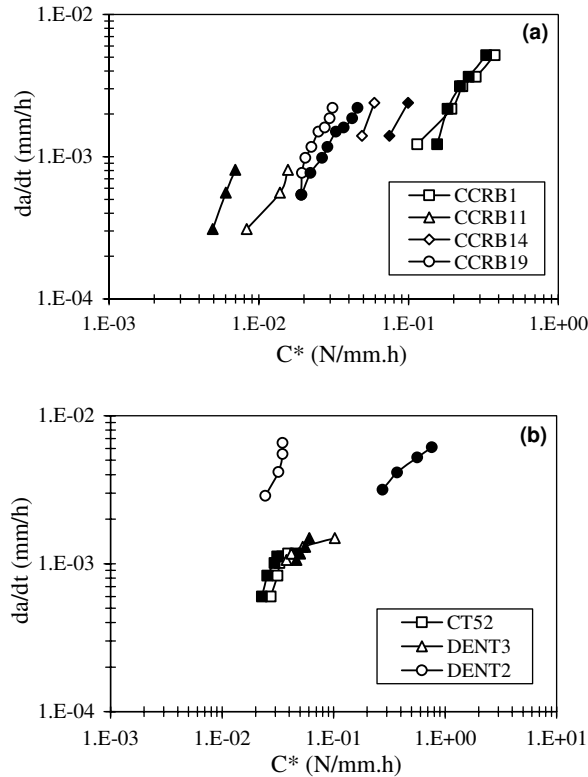 1.E-02
(a)
da/dt (mm/h)
1.E-03
CCRB1
CCRB11
CCRB14
CCRB19
1.E-04
1.E-03 1.E-02 1.E-01 1.E+00
C* (N/mm.h)
1.E-02
(b)
da/dt (mm/h)
1.E-03
CT52
DENT3
DENT2
1.E-04
1.E-03 1.E-02 1.E-01 1.E+00 1.E+01
C* (N/mm.h)